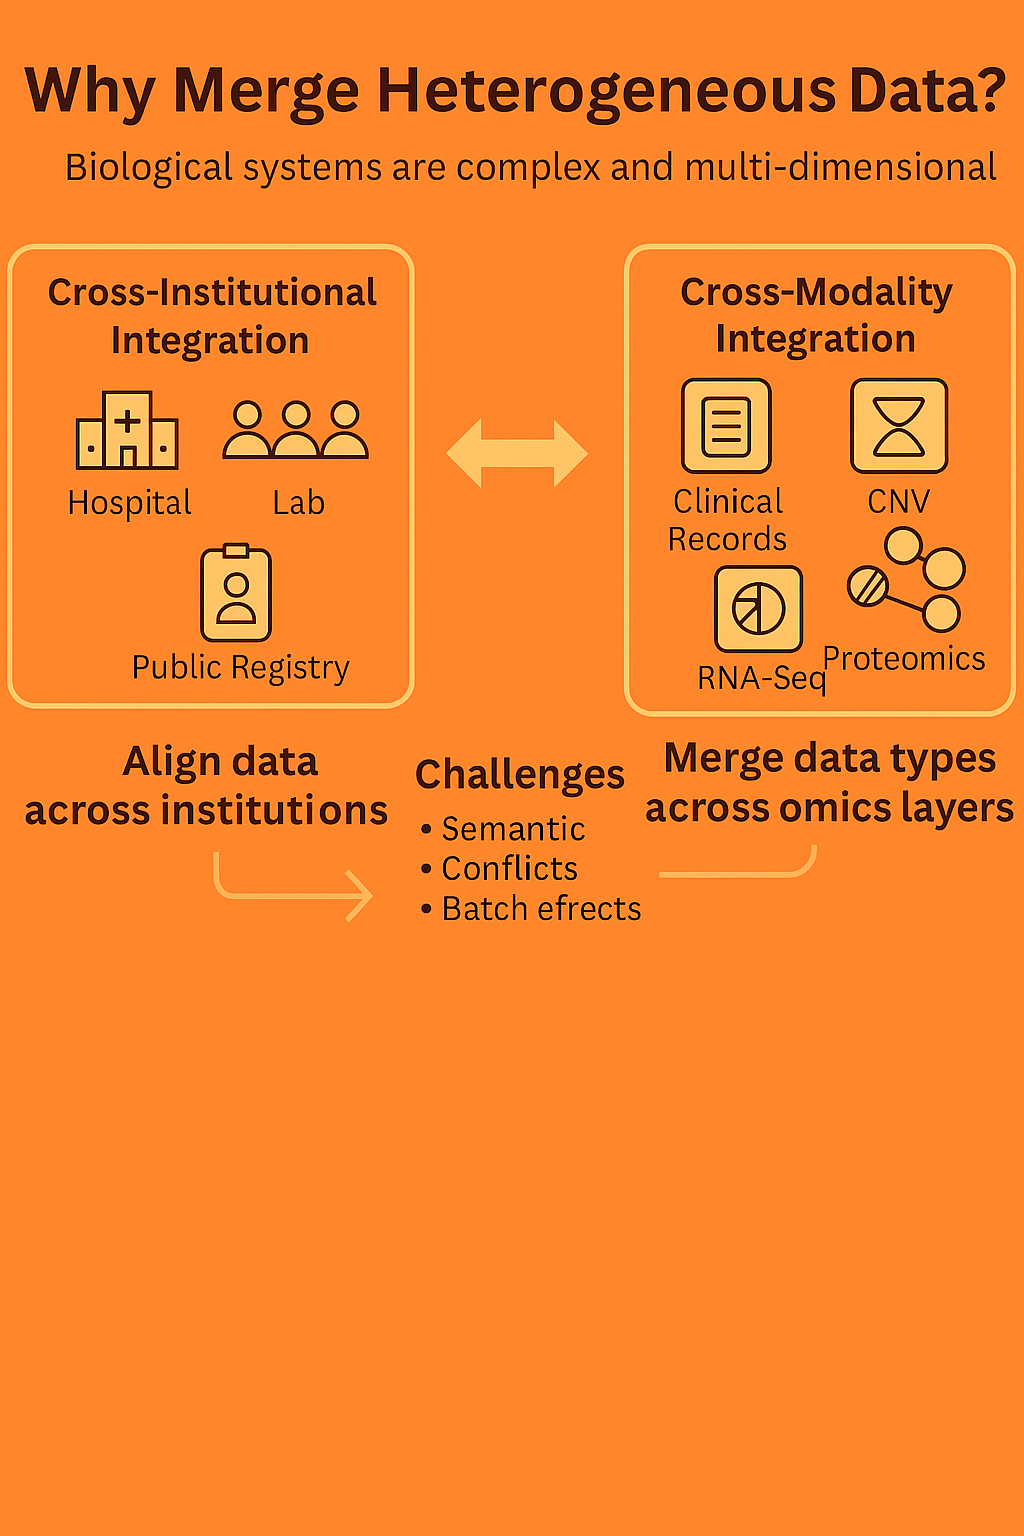 Why Merge Heterogeneous Data?
Biological systems are complex and multi-dimensional
Cross-Institutional
Integration
Hospital
Lab
Public Registry
Cross-Modality
Integration
Clinical
Records
CNV
RNA-Seq
Proteomics
Align data
across institutions
Challenges
• Semantic
• Conflicts
• Batch efrects
Merge data types
across omics layers